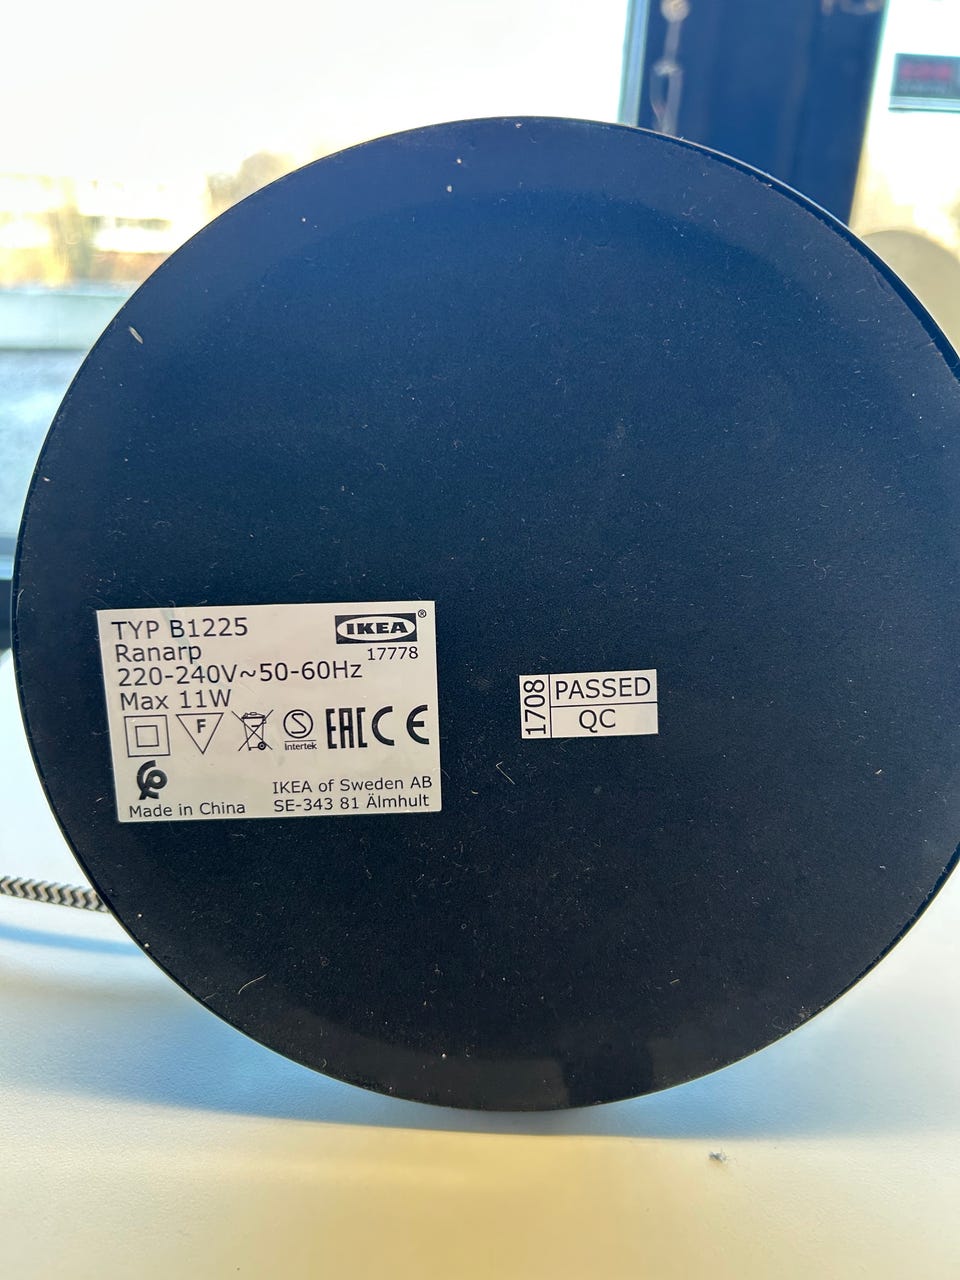 TYP B1225
IKEA®
Ranarp
17778
220-240V~50-60Hz
Max 11W
F
S
Intertek
EAC
CE
IKEA of Sweden AB
Made in China
SE-343 81 Älmhult
1708
PASSED
QC